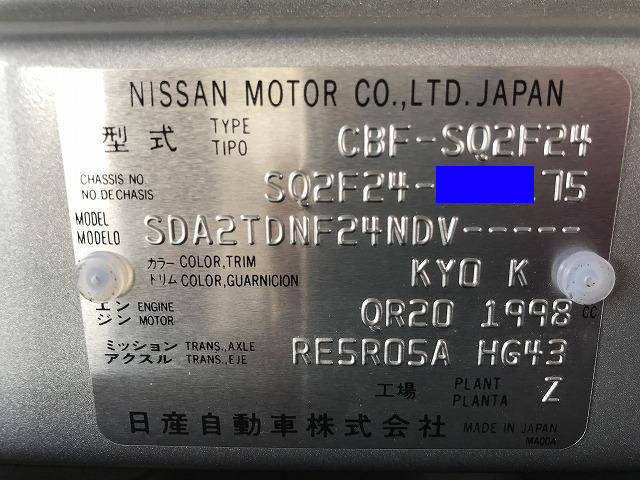 NISSAN MOTOR CO.,LTD. JAPAN
型式 TYPE TIPO CBF-SQ2F24
CHASSIS NO. NO.DE CHASIS SQ2F24- 75
MODEL MODELO SDA2TDNF24NDV-----
カラー COLOR,TRIM トリム COLOR,GUARNICION KYO K
エンジン ENGINE MOTOR QR20 1998 CC
ミッション TRANS.,AXLE アクスル TRANS.,EJE RE5R05A HG43
工場 PLANT PLANTA Z
日産自動車株式会社 MADE IN JAPAN
MA00A